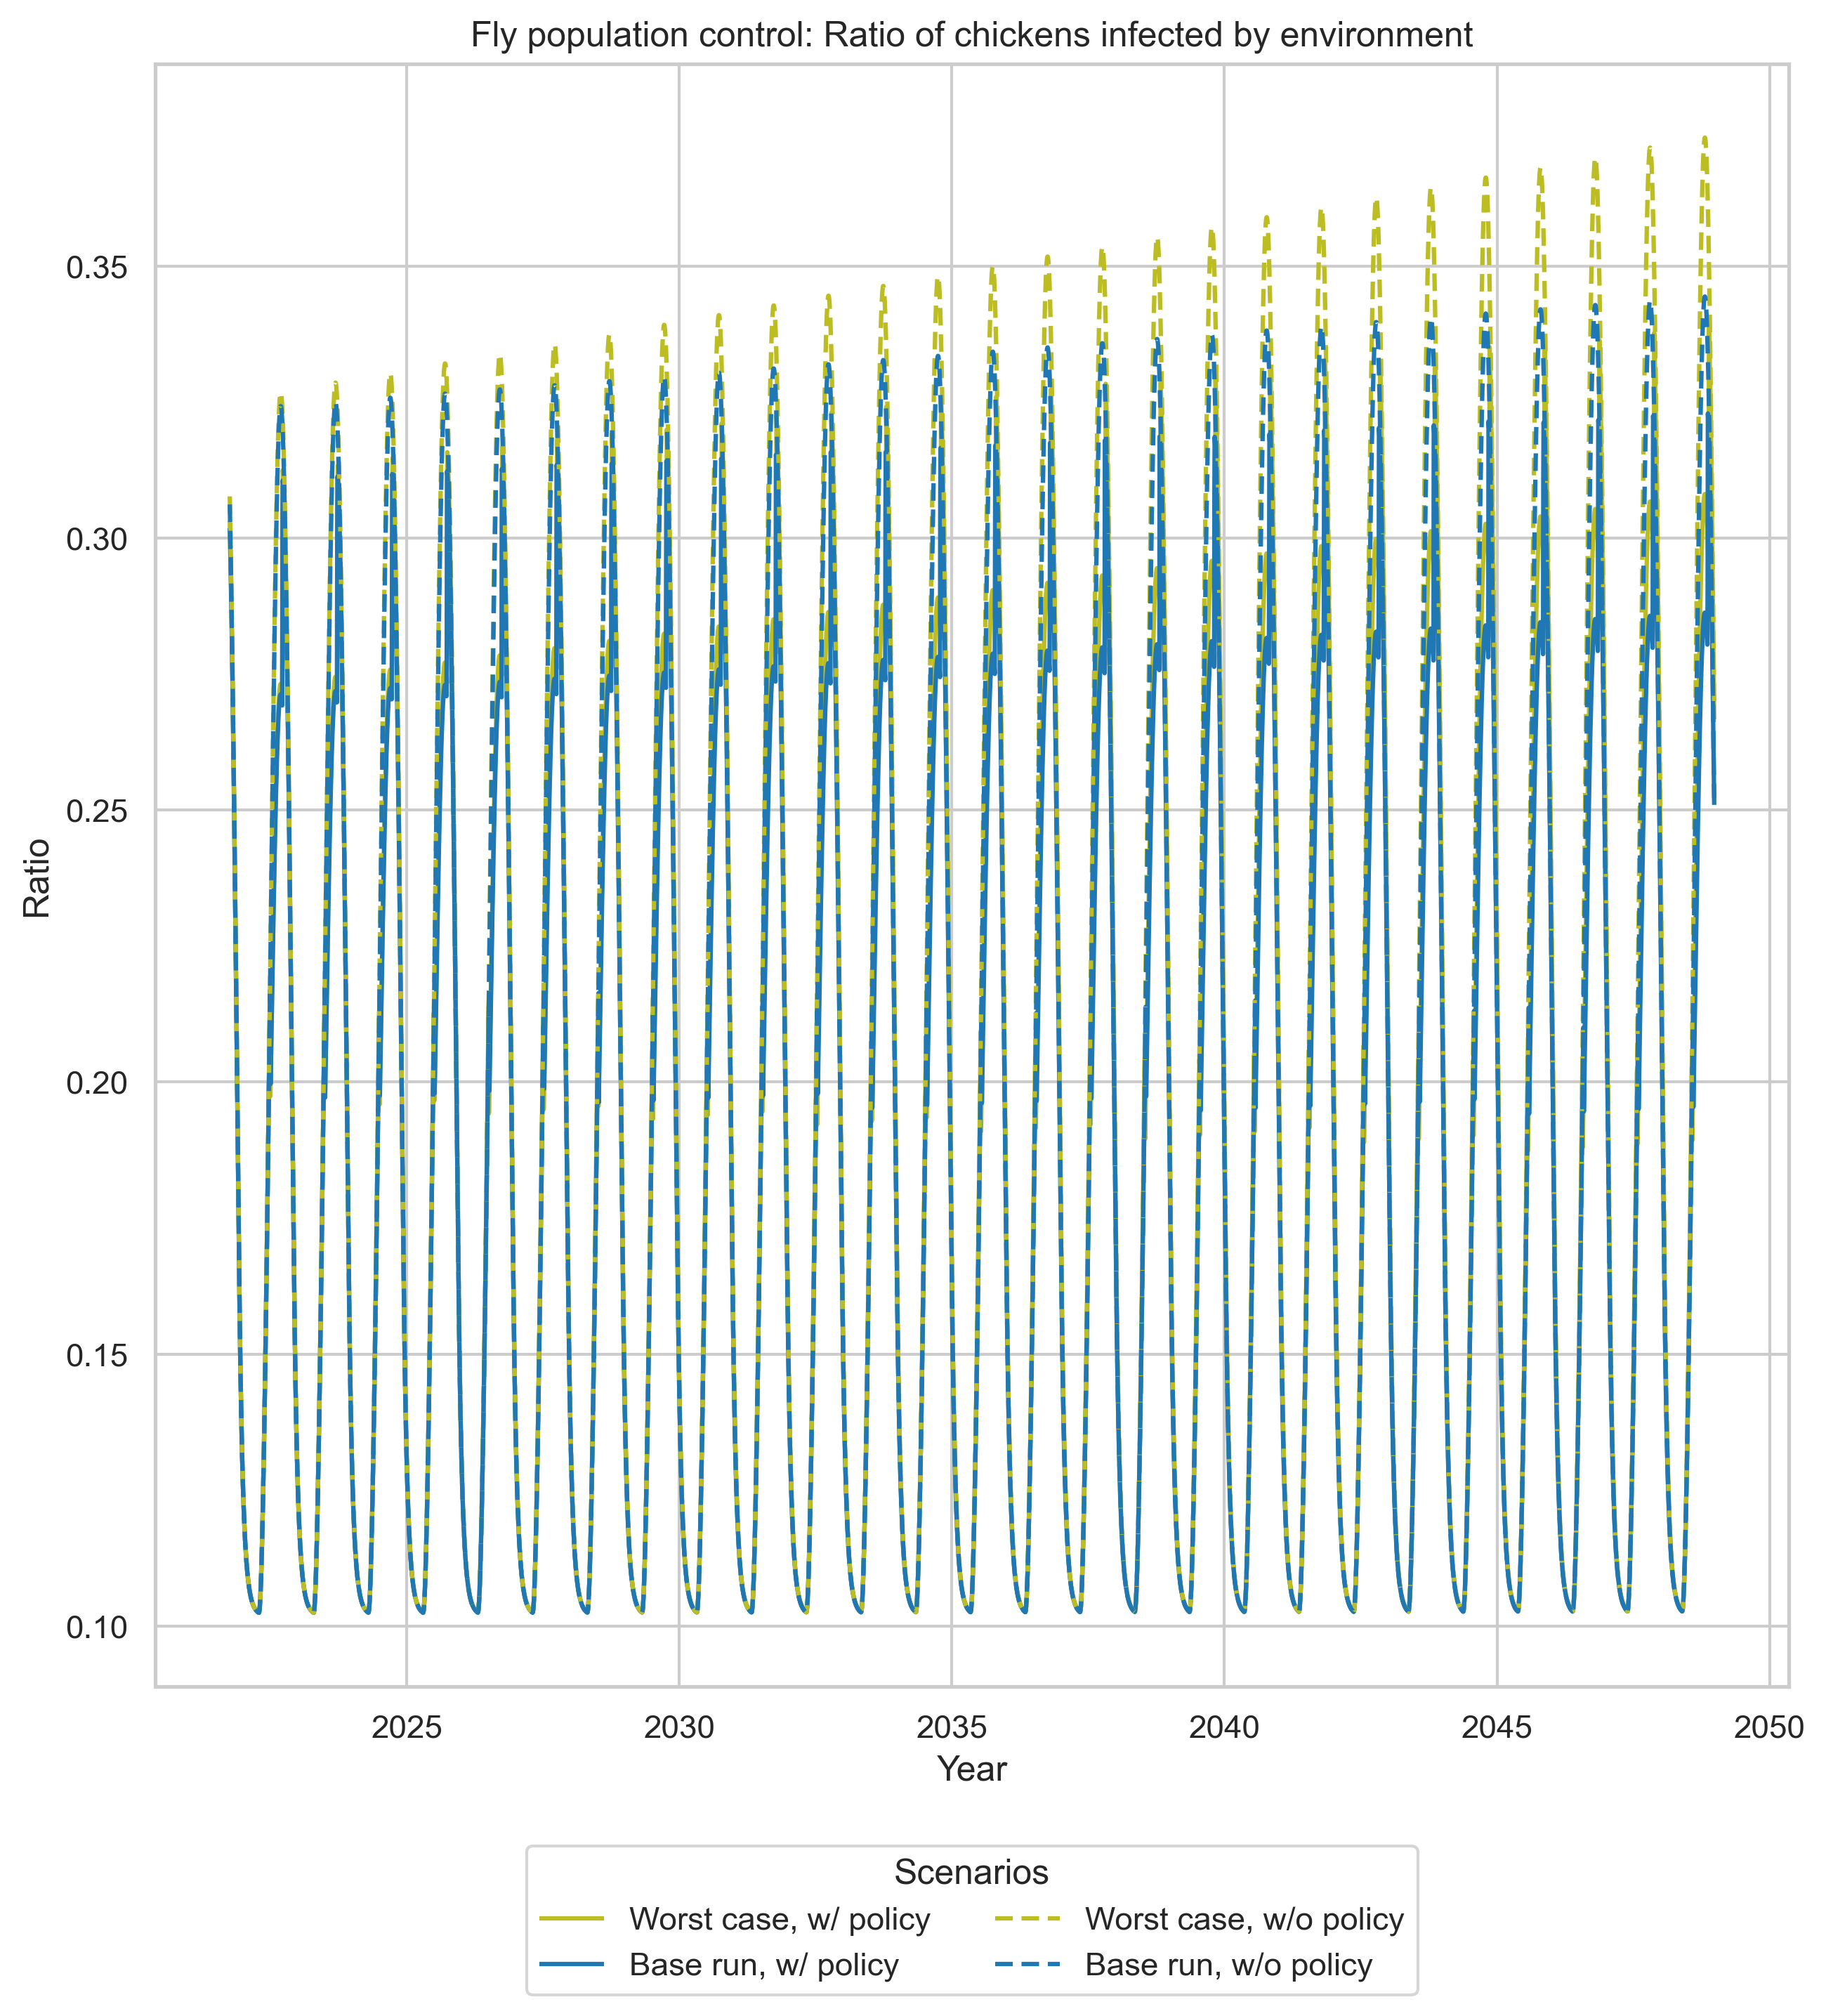 Fly population control: Ratio of chickens infected by environment
0.35
0.30
0.25
0.20
0.15
0.10
Ratio
2025 2030 2035 2040 2045 2050
Year
Scenarios
Worst case, w/ policy Worst case, w/o policy
Base run, w/ policy Base run, w/o policy